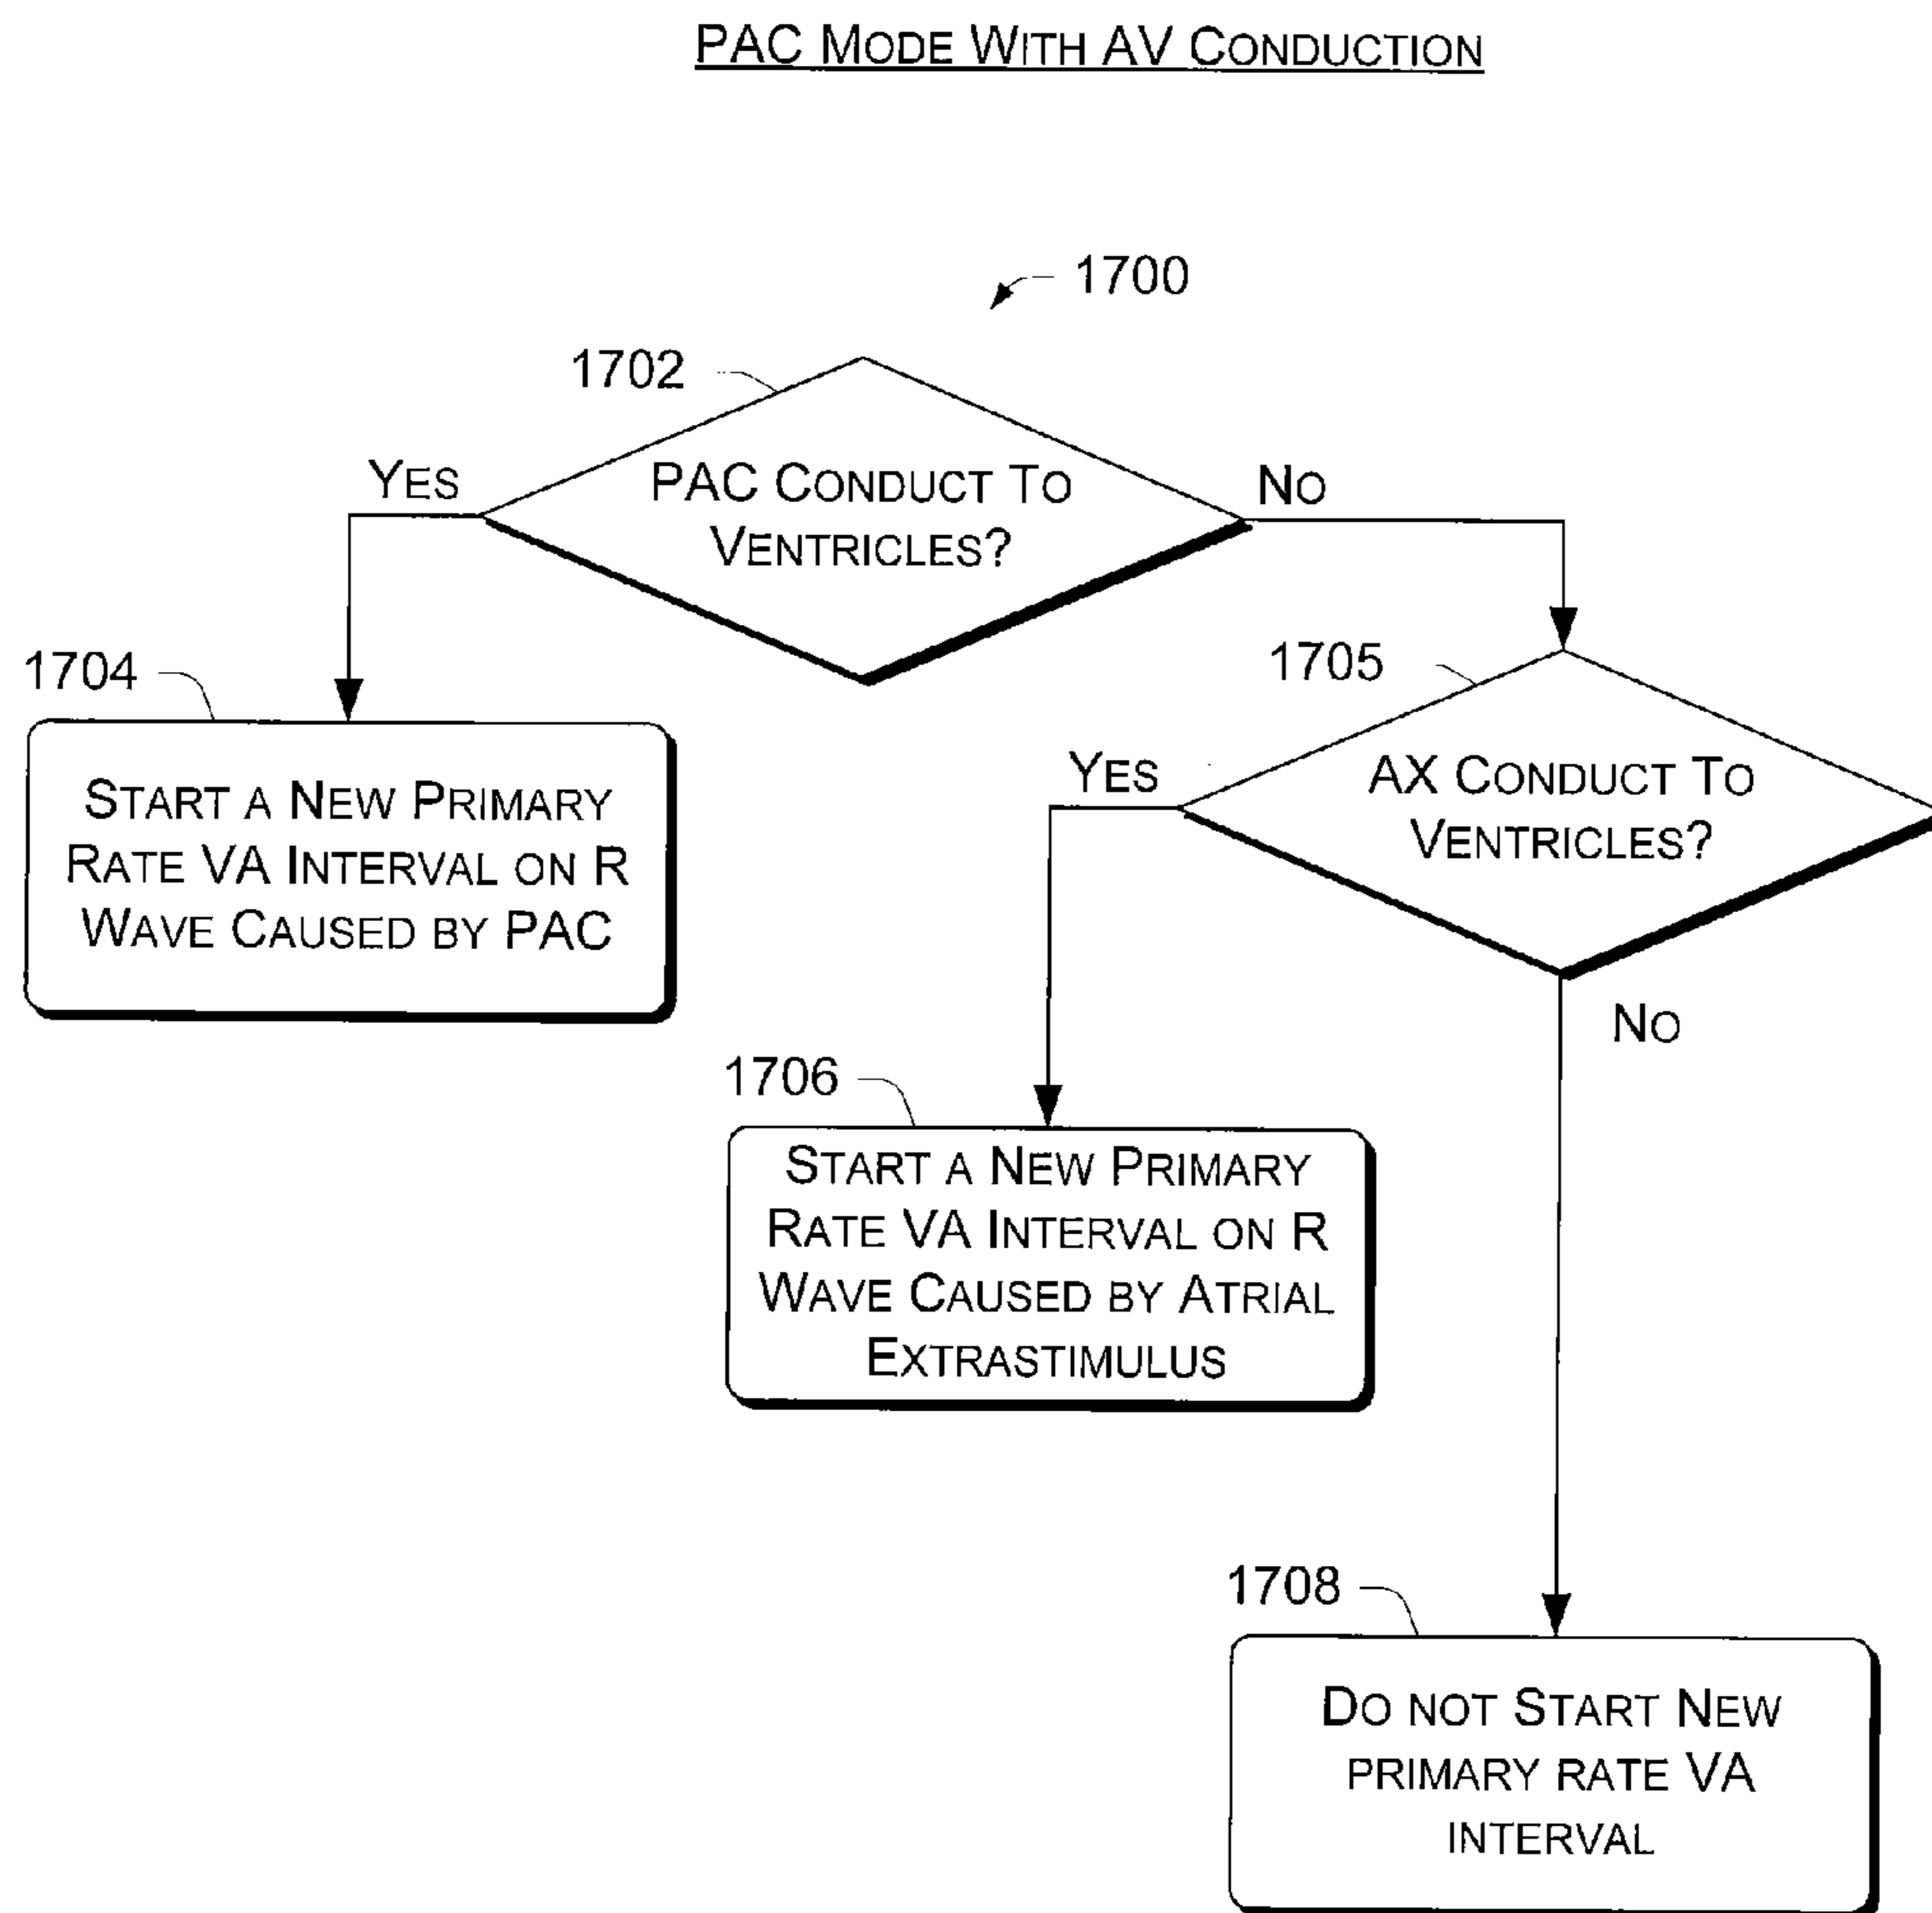 PAC MODE WITH AV CONDUCTION
1700
1702
YES
PAC CONDUCT TO
VENTRICLES?
NO
1704
START A NEW PRIMARY
RATE VA INTERVAL ON R
WAVE CAUSED BY PAC
1705
YES
AX CONDUCT TO
VENTRICLES?
NO
1706
START A NEW PRIMARY
RATE VA INTERVAL ON R
WAVE CAUSED BY ATRIAL
EXTRASTIMULUS
1708
DO NOT START NEW
PRIMARY RATE VA
INTERVAL